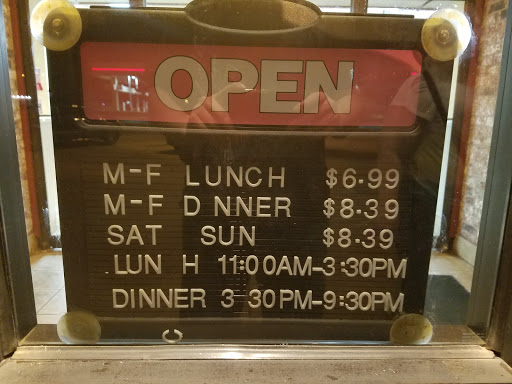 OPEN
M-F LUNCH $6.99
M-F D NNER $8.39
SAT SUN $8.39
LUN H 11:00AM-3:30PM
DINNER 3 30PM-9:30PM
C